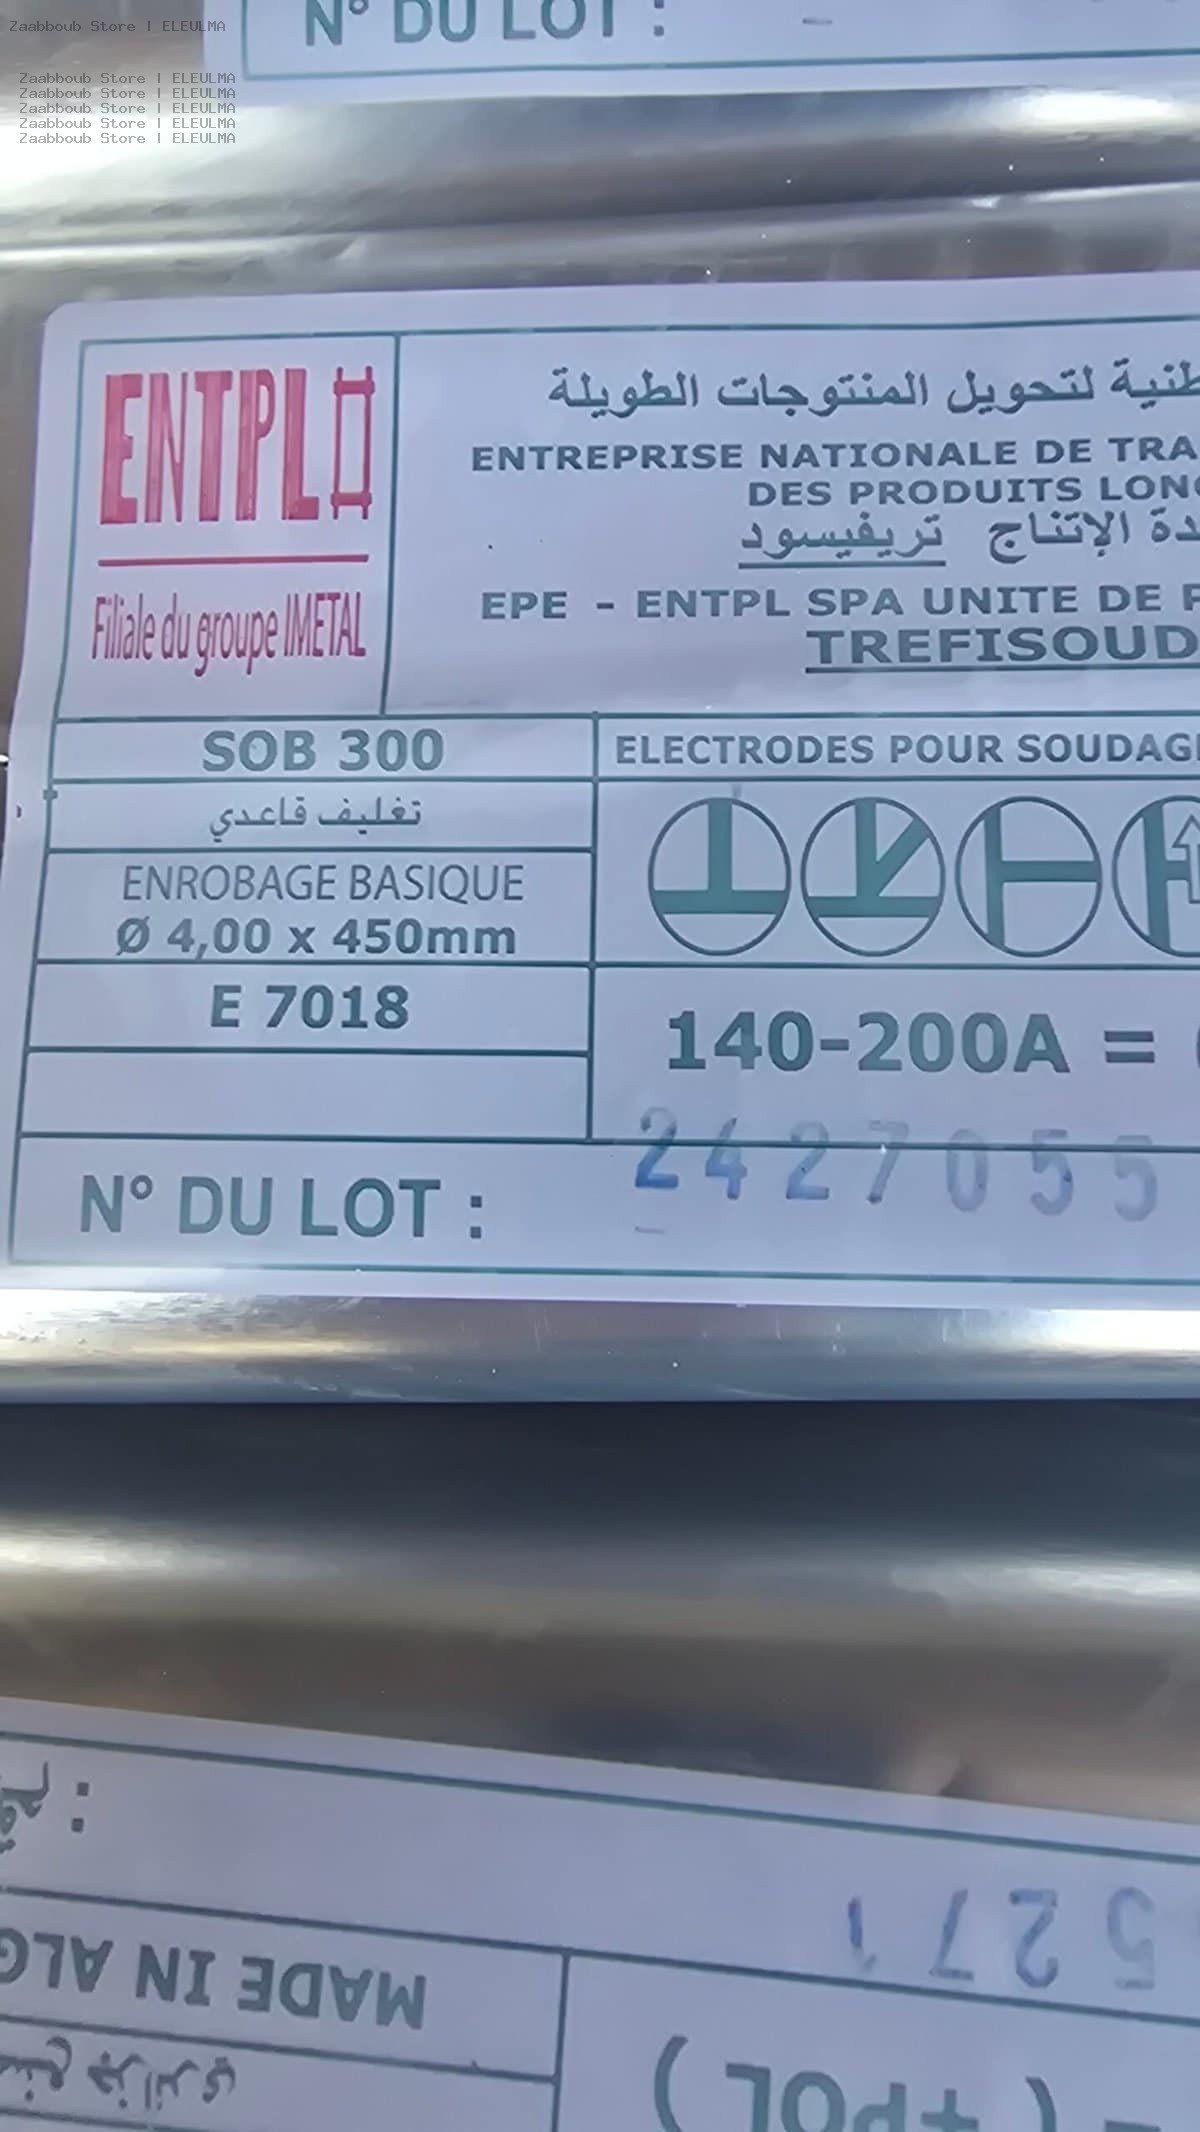 Zaabboub Store | ELEULMA
Zaabboub Store | ELEULMA
Zaabboub Store | ELEULMA
Zaabboub Store | ELEULMA
Zaabboub Store | ELEULMA
Zaabboub Store | ELEULMA
N° DU LOT :
ENTPL
Filiale du groupe IMETAL
لتحويل المنتوجات الطويلة
ENTREPRISE NATIONALE DE TRA
DES PRODUITS LONG
الإتناج تريفيسود
EPE - ENTPL SPA UNITE DE P
TREFISOUD
SOB 300
ELECTRODES POUR SOUDAGE
تغليف قاعدي
ENROBAGE BASIQUE
Ø 4,00 x 450mm
E 7018
140-200A =
N° DU LOT : 2427055
5271
MADE IN ALG
= ( +POL )